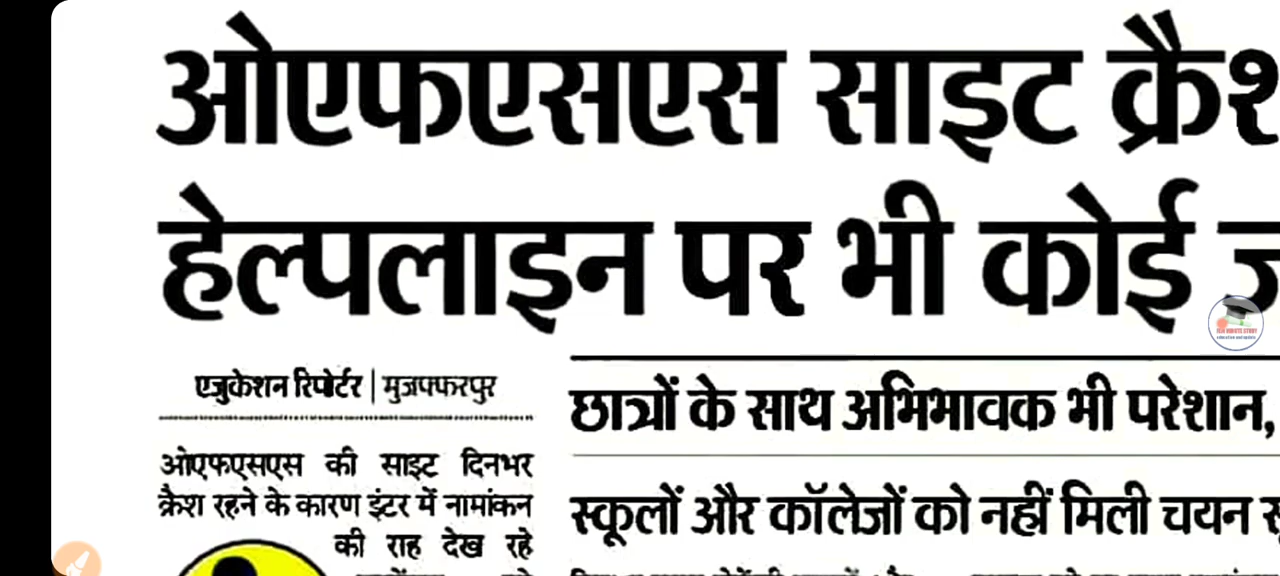 ओएफएसएस साइट
हेल्पलाइन पर भी कोई
एजुकेशन रिपोर्टर | मुजफ्फरपुर
ओएफएसएस की साइट दिनभर
क्रैश रहने के कारण इंटर में नामांकन
की राह देख रहे
छात्रों के साथ अभिभावक भी परेशान,
स्कूलों और कॉलेजों को नहीं मिली चयन